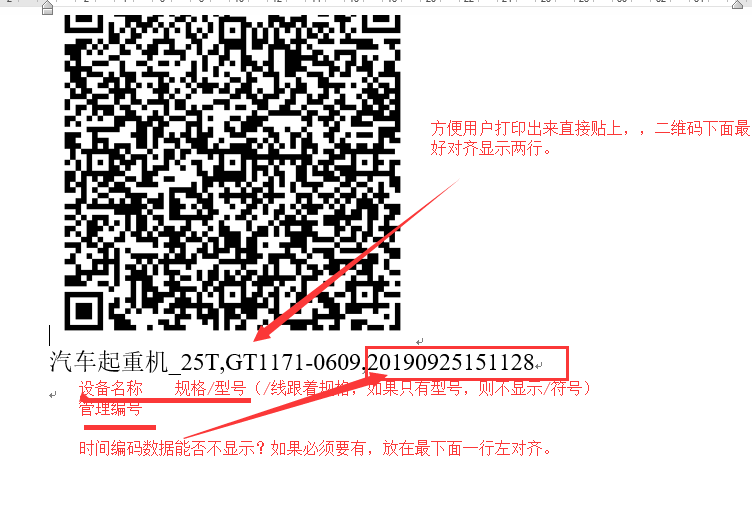 方便用户打印出来直接贴上，，二维码下面最
好对齐显示两行。
汽车起重机_25T,GT1171-0609,20190925151128
设备名称 规格/型号（/线跟着规格，如果只有型号，则不显示/符号）
管理编号
时间编码数据能否不显示？如果必须要有，放在最下面一行左对齐。